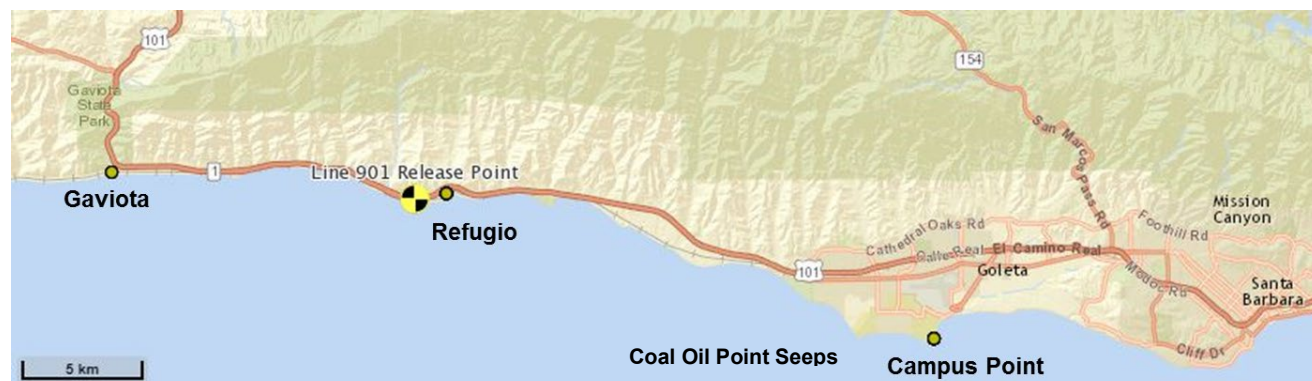 101
154
Gaviota
State
Park
San Marcos Pass Rd
Line 901 Release Point
1
Gaviota
Refugio
Mission
Canyon
Foothill Rd
Cathedral Oaks Rd
Calle Real
El Camino Real
101
Goleta
Modoc Rd
Santa
Barbara
Coal Oil Point Seeps
Campus Point
Cliff Dr
5 km